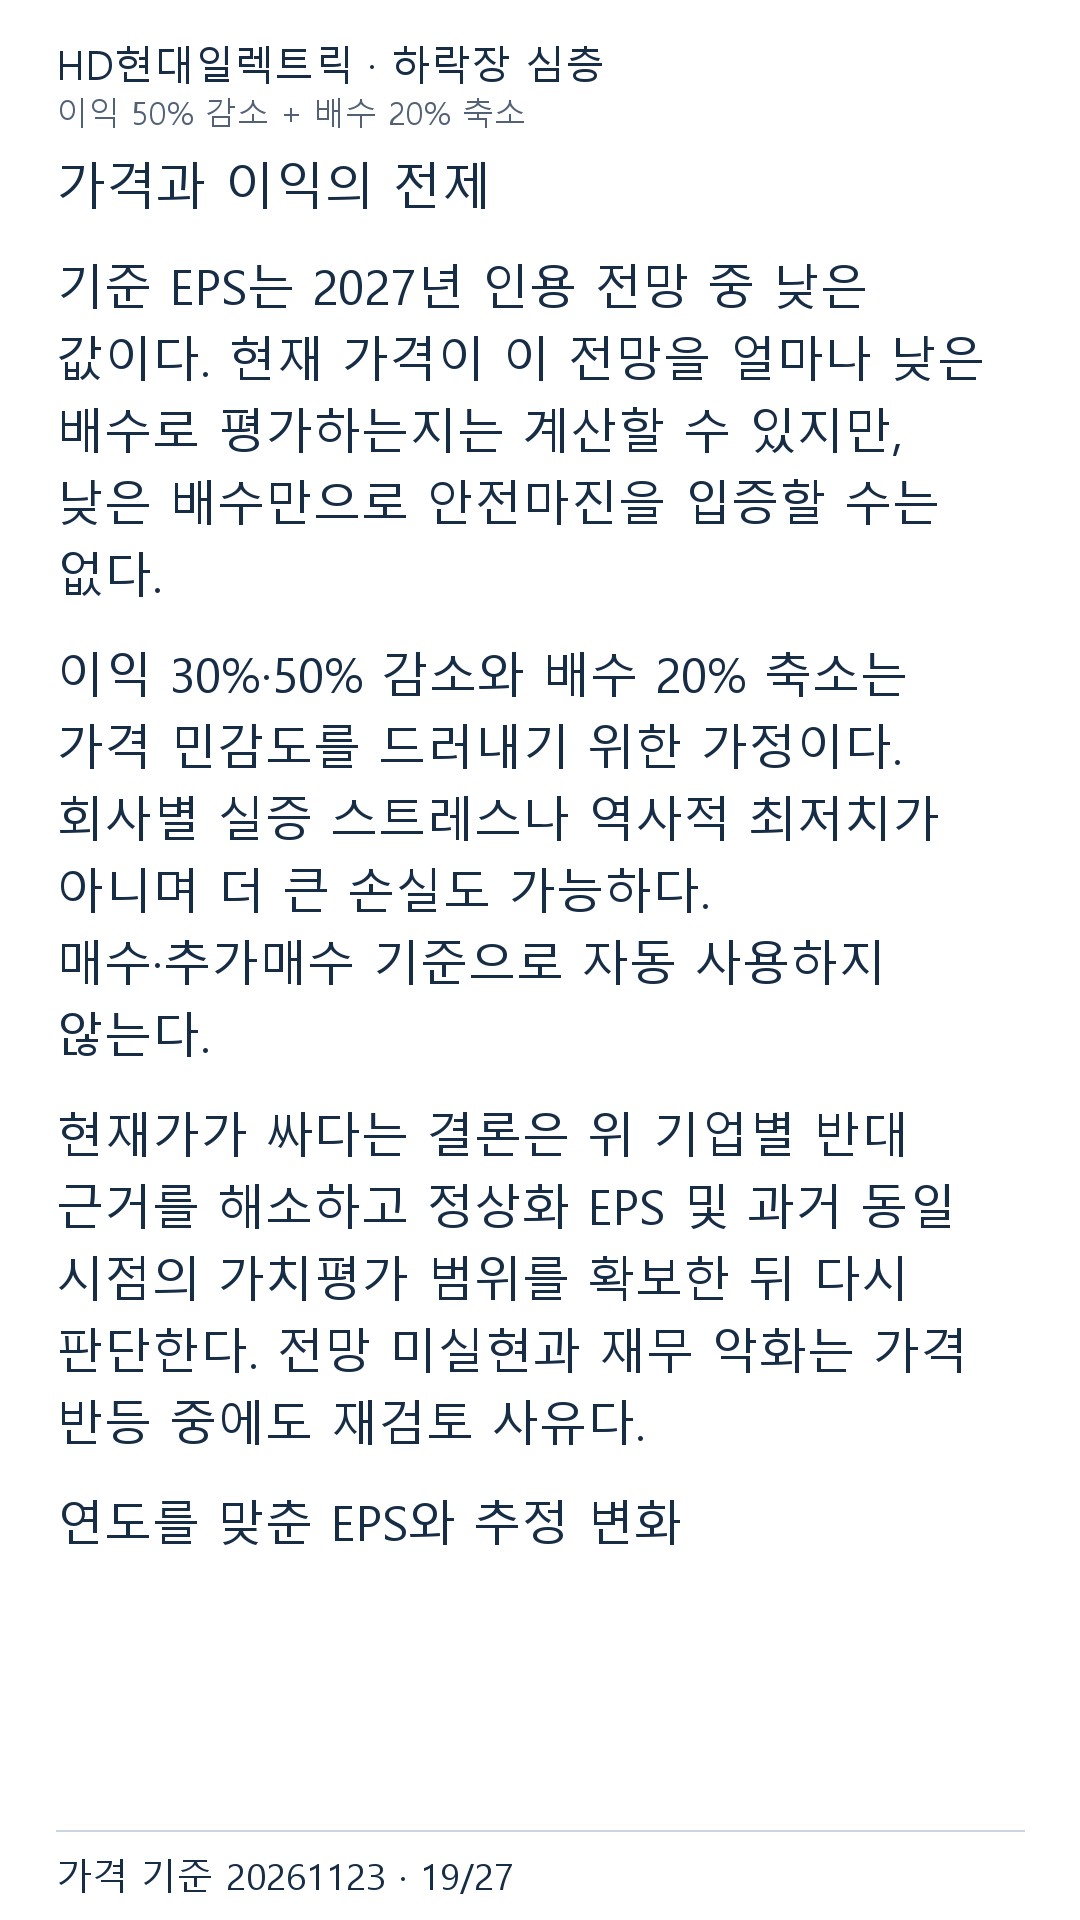 HD현대일렉트릭 · 하락장 심층
이익 50% 감소 + 배수 20% 축소
가격과 이익의 전제
기준 EPS는 2027년 인용 전망 중 낮은
값이다. 현재 가격이 이 전망을 얼마나 낮은
배수로 평가하는지는 계산할 수 있지만,
낮은 배수만으로 안전마진을 입증할 수는
없다.
이익 30%·50% 감소와 배수 20% 축소는
가격 민감도를 드러내기 위한 가정이다.
회사별 실증 스트레스나 역사적 최저치가
아니며 더 큰 손실도 가능하다.
매수·추가매수 기준으로 자동 사용하지
않는다.
현재가가 싸다는 결론은 위 기업별 반대
근거를 해소하고 정상화 EPS 및 과거 동일
시점의 가치평가 범위를 확보한 뒤 다시
판단한다. 전망 미실현과 재무 악화는 가격
반등 중에도 재검토 사유다.
연도를 맞춘 EPS와 추정 변화
가격 기준 20261123 · 19/27